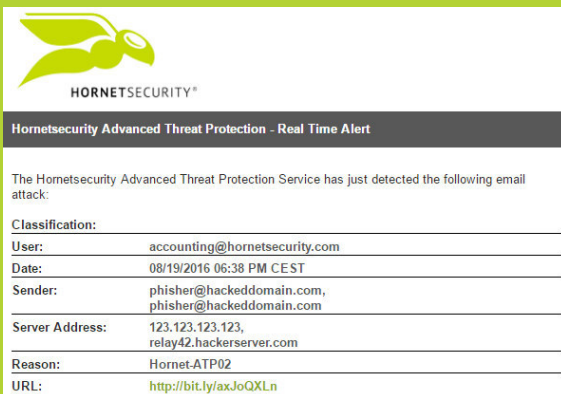 HORNETSECURITY®
Hornetsecurity Advanced Threat Protection - Real Time Alert
The Hornetsecurity Advanced Threat Protection Service has just detected the following email
attack:
Classification:
User: accounting@hornetsecurity.com
Date: 08/19/2016 06:38 PM CEST
Sender: phisher@hackeddomain.com,
phisher@hackeddomain.com
Server Address: 123.123.123.123,
relay42.hackerserver.com
Reason: Hornet-ATP02
URL: http://bit.ly/axJoQXLn